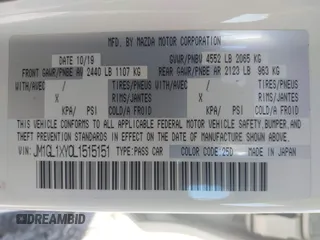 MFD. BY MAZDA MOTOR CORPORATION
DATE 10/19 GVWR/PNBV 4552 LB 2065 KG
FRONT GAWR/PNBE AV 2440 LB 1107 KG REAR GAWR/PNBE AR 2123 LB 963 KG
WITH/AVEC TIRES/PNEUS WITH/AVEC TIRES/PNEUS
X RIMS/JANTES X RIMS/JANTES
KPA/ PSI COLD/A FROID KPA/ PSI COLD/A FROID
THIS VEHICLE CONFORMS TO ALL APPLICABLE FEDERAL MOTOR VEHICLE SAFETY, BUMPER, AND
THEFT PREVENTION STANDARDS IN EFFECT ON THE DATE OF MANUFACTURE SHOWN ABOVE.
VIN: JM1GL1XY0L1515151 TYPE: PASS CAR COLOR CODE: 25D MADE IN JAPAN